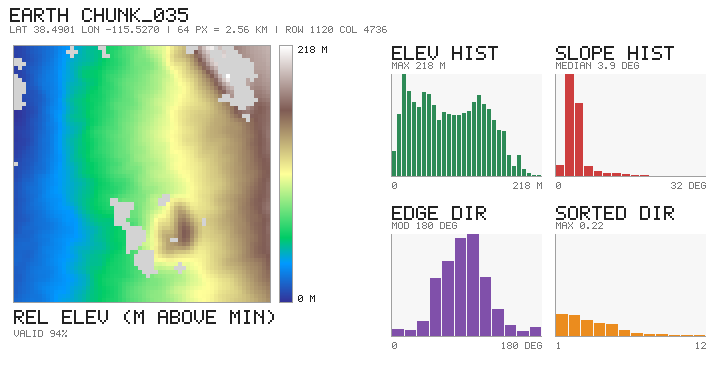 EARTH CHUNK_035
LAT 38.4901 LON -115.5270 | 64 PX = 2.56 KM | ROW 1120 COL 4736
218 M
0 M
REL ELEV (M ABOVE MIN)
VALID 94%
ELEV HIST
MAX 218 M
0 218 M
SLOPE HIST
MEDIAN 3.9 DEG
0 32 DEG
EDGE DIR
MOD 180 DEG
0 180 DEG
SORTED DIR
MAX 0.22
1 12